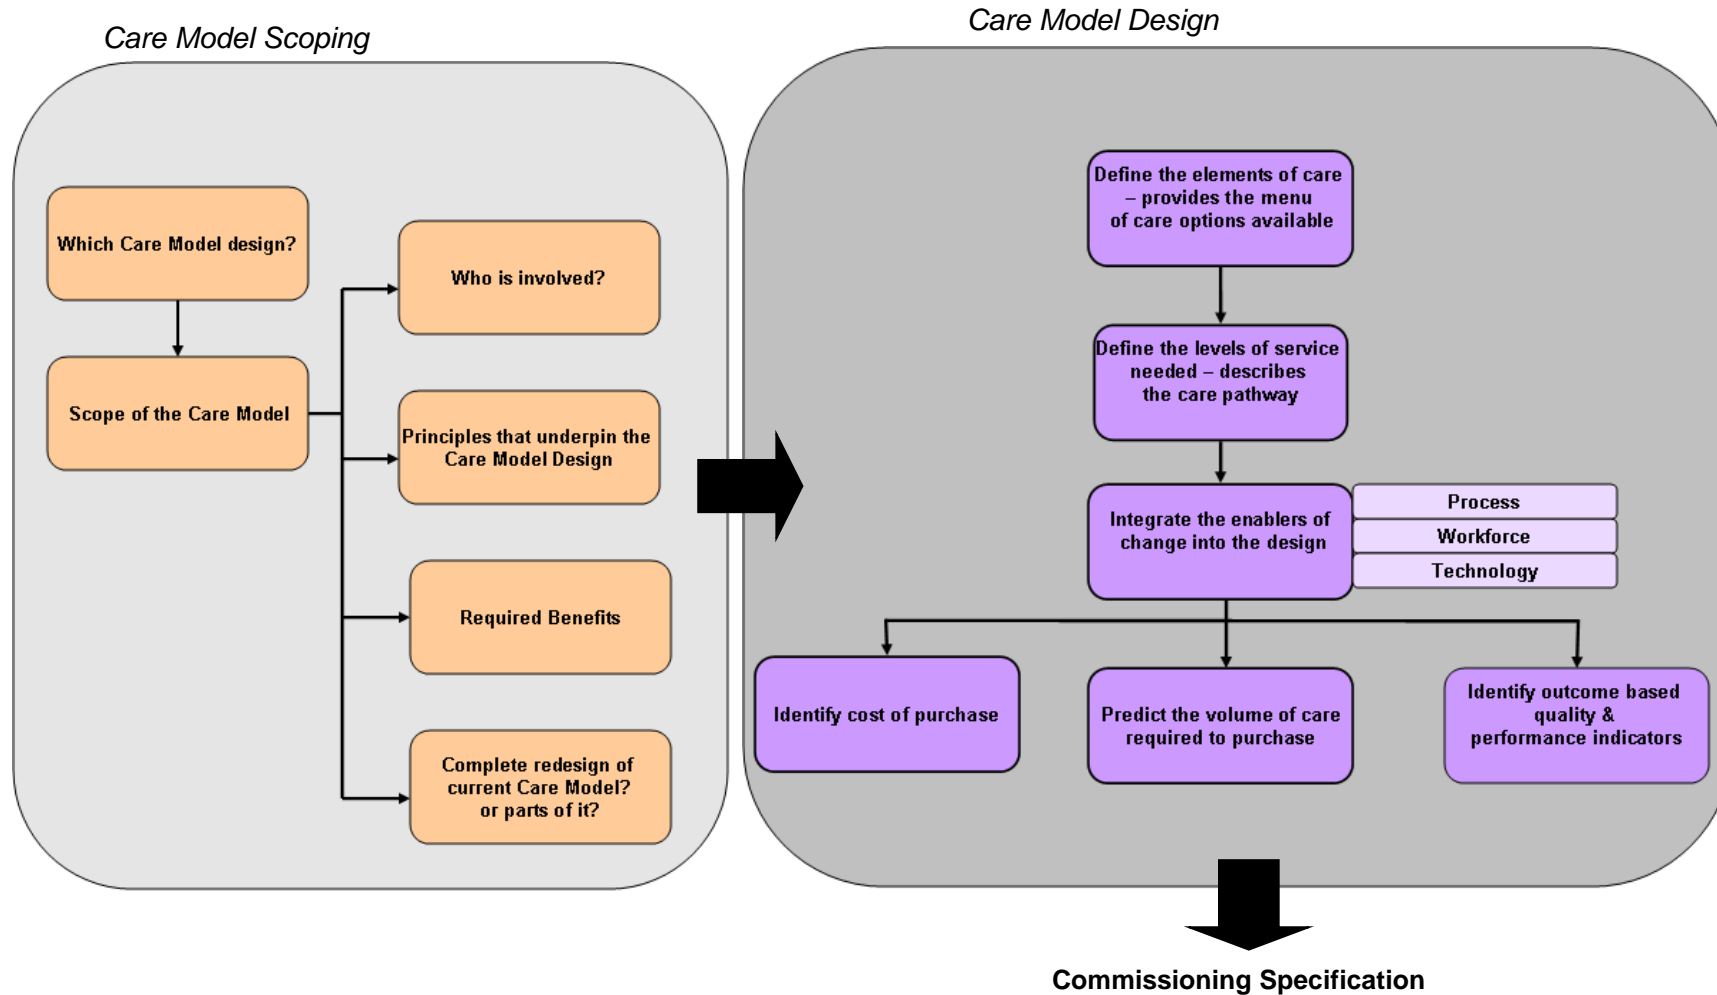 Care Model Scoping
Which Care Model design?
Scope of the Care Model
Who is involved?
Principles that underpin the
Care Model Design
Required Benefits
Complete redesign of
current Care Model?
or parts of it?
Care Model Design
Define the elements of care
– provides the menu
of care options available
Define the levels of service
needed – describes
the care pathway
Integrate the enablers of
change into the design
Process
Workforce
Technology
Identify cost of purchase
Predict the volume of care
required to purchase
Identify outcome based
quality &
performance indicators
Commissioning Specification